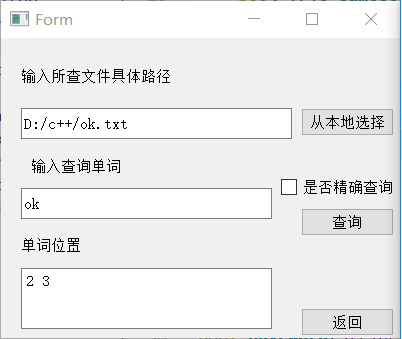 Form
输入所查文件具体路径
D:/c++/ok.txt
从本地选择
输入查询单词
是否精确查询
ok
查询
单词位置
2 3
返回